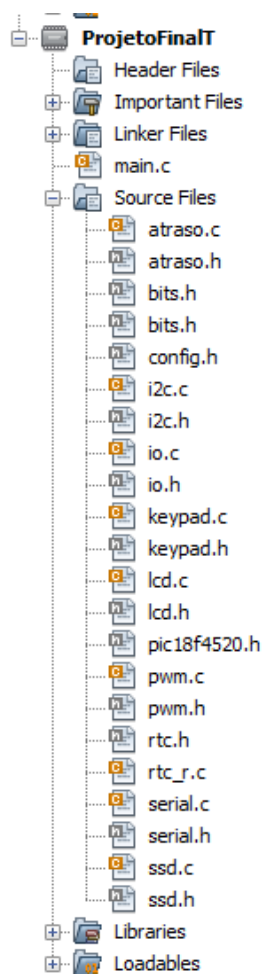 ProjetoFinalT
Header Files
Important Files
Linker Files
main.c
Source Files
atraso.c
atraso.h
bits.h
bits.h
config.h
i2c.c
i2c.h
io.c
io.h
keypad.c
keypad.h
lcd.c
lcd.h
pic18f4520.h
pwm.c
pwm.h
rtc.h
rtc_r.c
serial.c
serial.h
ssd.c
ssd.h
Libraries
Loadables